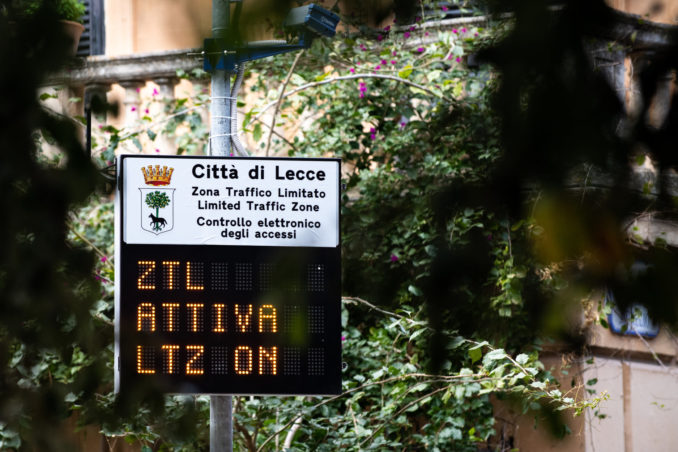 Città di Lecce
Zona Traffico Limitato
Limited Traffic Zone
Controllo elettronico
degli accessi
ZTL
ATTIVA
LTZ ON